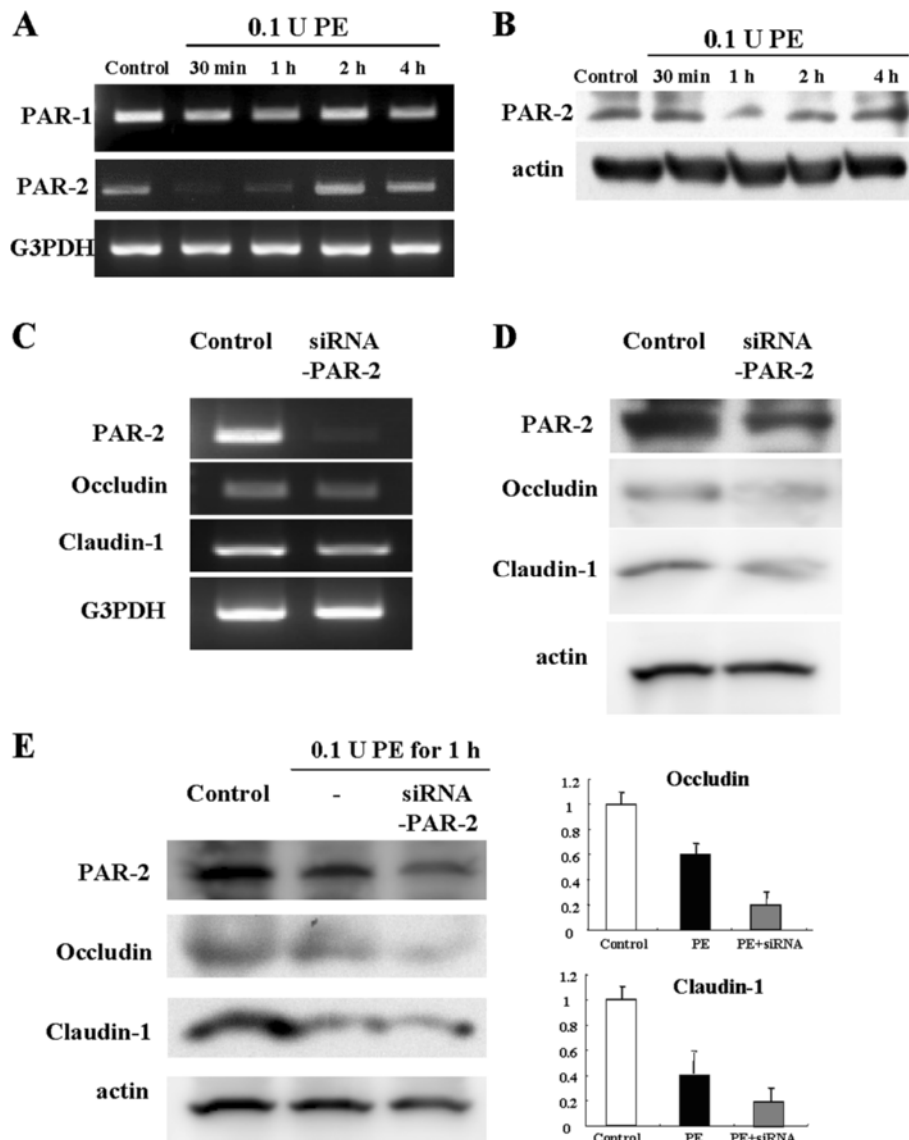 A
0.1 U PE
Control 30 min 1 h 2 h 4 h
PAR-1
PAR-2
G3PDH
B
0.1 U PE
Control 30 min 1 h 2 h 4 h
PAR-2
actin
C
Control siRNA
-PAR-2
PAR-2
Occludin
Claudin-1
G3PDH
D
Control siRNA
-PAR-2
PAR-2
Occludin
Claudin-1
actin
E
0.1 U PE for 1 h
Control - siRNA
-PAR-2
PAR-2
Occludin
Claudin-1
actin
Occludin
1.2
1
0.8
0.6
0.4
0.2
0
Control PE PE+siRNA
Claudin-1
1.2
1
0.8
0.6
0.4
0.2
0
Control PE PE+siRNA